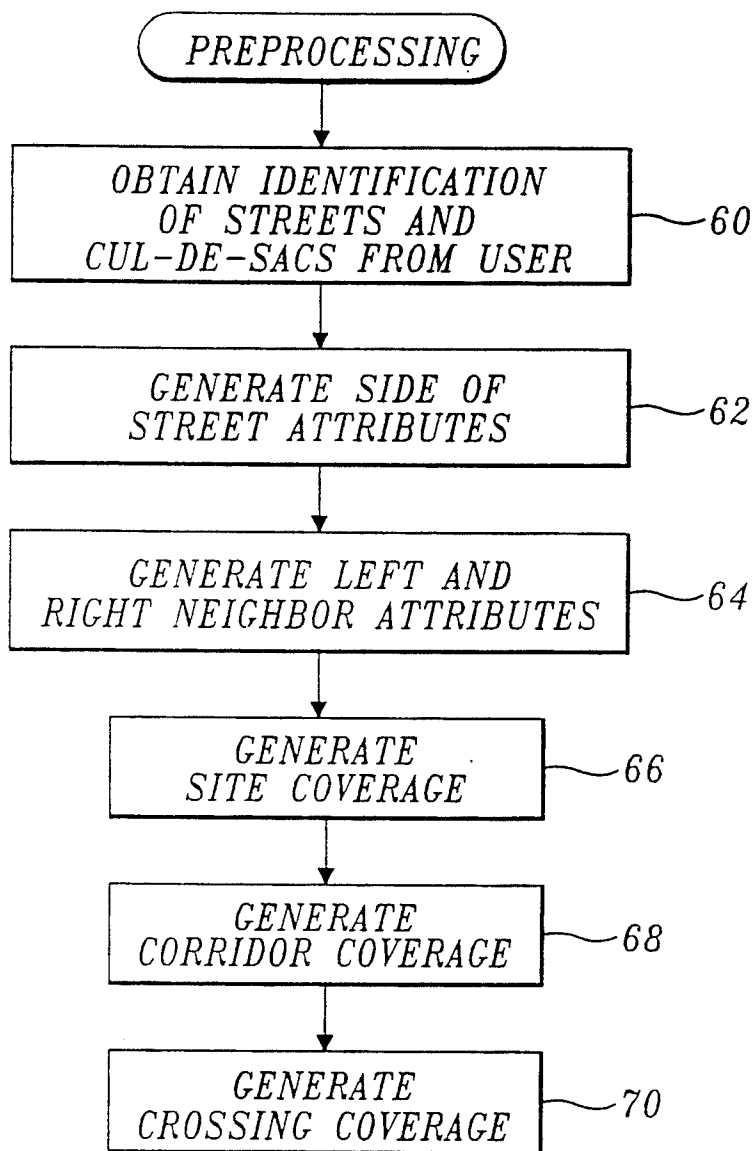 PREPROCESSING
OBTAIN IDENTIFICATION
OF STREETS AND
CUL-DE-SACS FROM USER
60
GENERATE SIDE OF
STREET ATTRIBUTES
62
GENERATE LEFT AND
RIGHT NEIGHBOR ATTRIBUTES
64
GENERATE
SITE COVERAGE
66
GENERATE
CORRIDOR COVERAGE
68
GENERATE
CROSSING COVERAGE
70